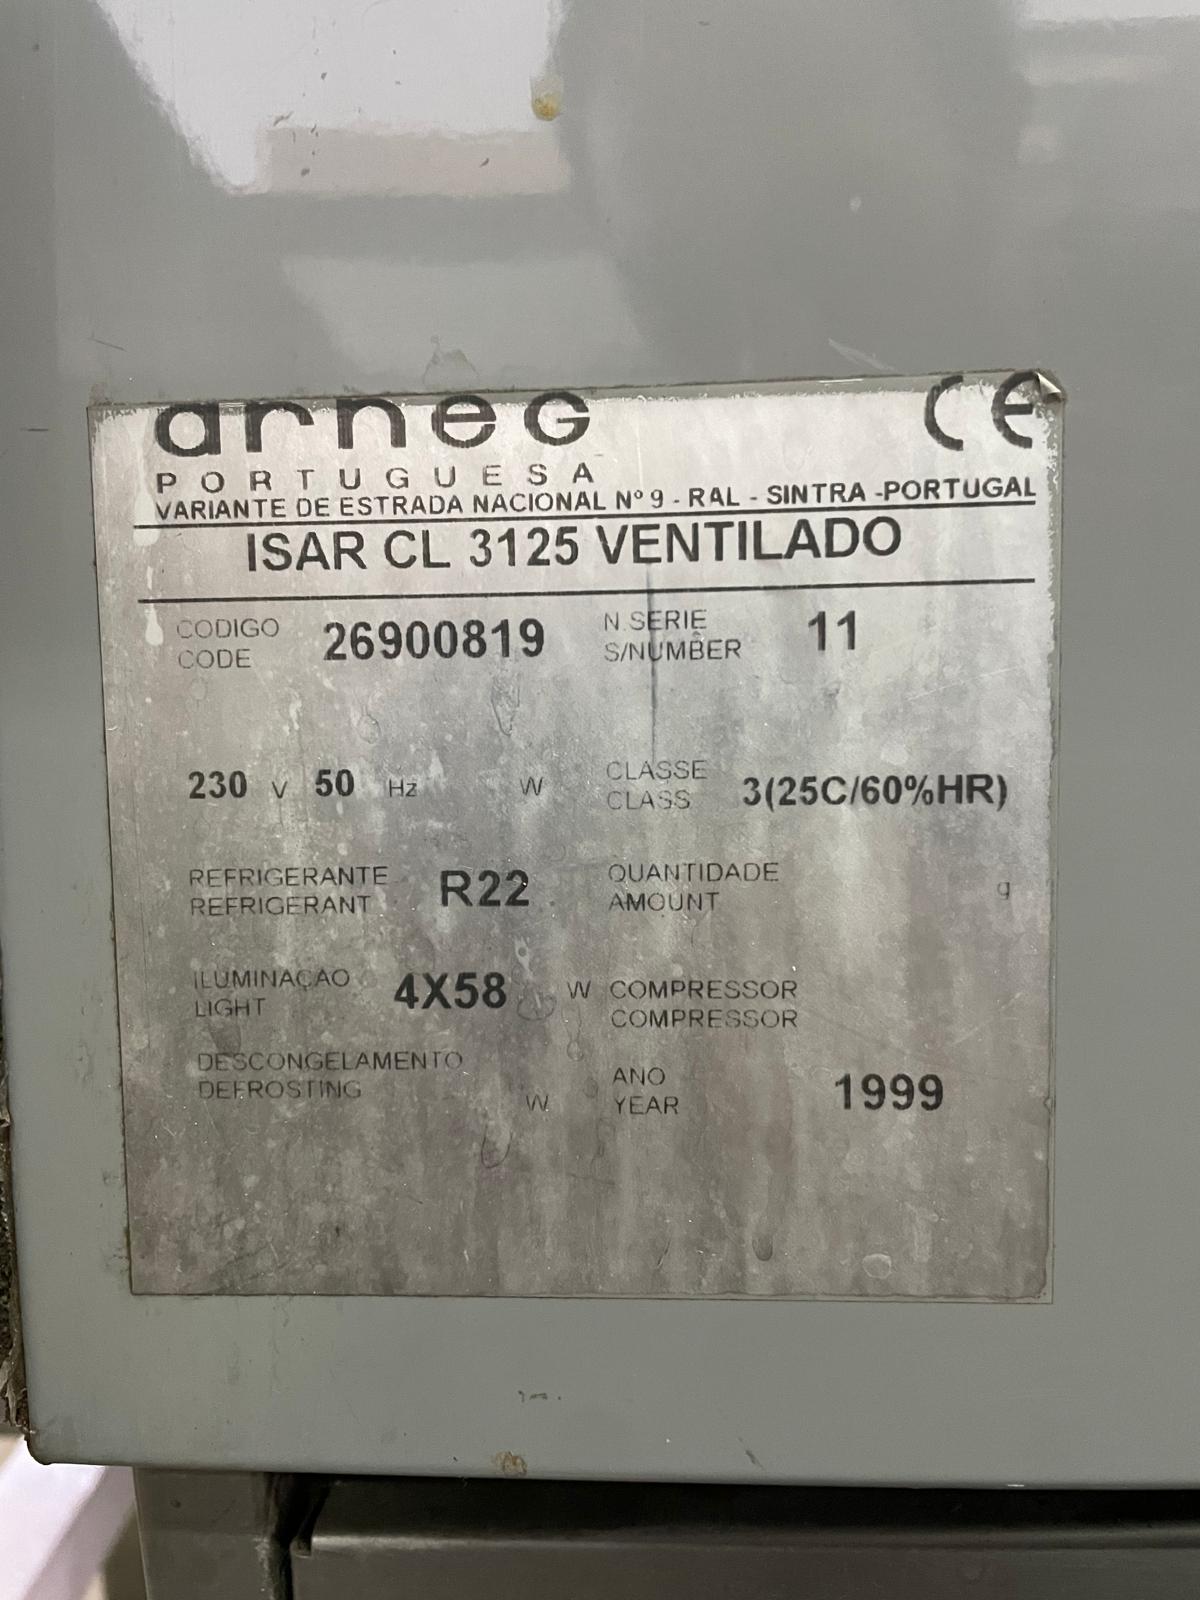 arneg
PORTUGUESA
VARIANTE DE ESTRADA NACIONAL Nº 9 - RAL - SINTRA -PORTUGAL
CE
ISAR CL 3125 VENTILADO
CODIGO
CODE
26900819
N.SERIE
S/NUMBER
11
230 V 50 Hz W
CLASSE
CLASS
3(25C/60%HR)
REFRIGERANTE
REFRIGERANT
R22
QUANTIDADE
AMOUNT
g
ILUMINAÇAO
LIGHT
4X58 W
COMPRESSOR
COMPRESSOR
DESCONGELAMENTO
DEFROSTING
W
ANO
YEAR
1999